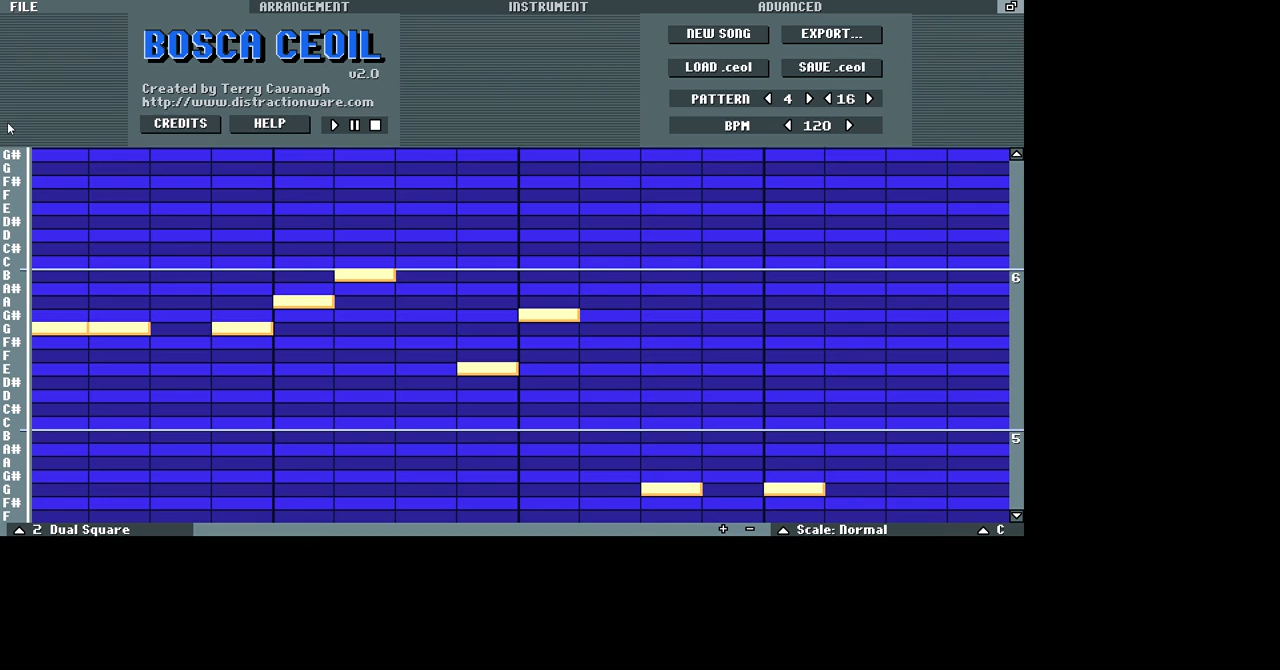 FILE ARRANGEMENT INSTRUMENT ADVANCED
BOSCA CEOIL
v2.0
Created by Terry Cavanagh
http://www.distractionware.com
CREDITS HELP
NEW SONG EXPORT...
LOAD .ceol SAVE .ceol
PATTERN 4 16
BPM 120
G#
G
F#
F
E
D#
D
C#
C
B 6
A#
A
G#
G
F#
F
E
D#
D
C#
C
B 5
A#
A
G#
G
F#
F
2 Dual Square + - Scale: Normal C